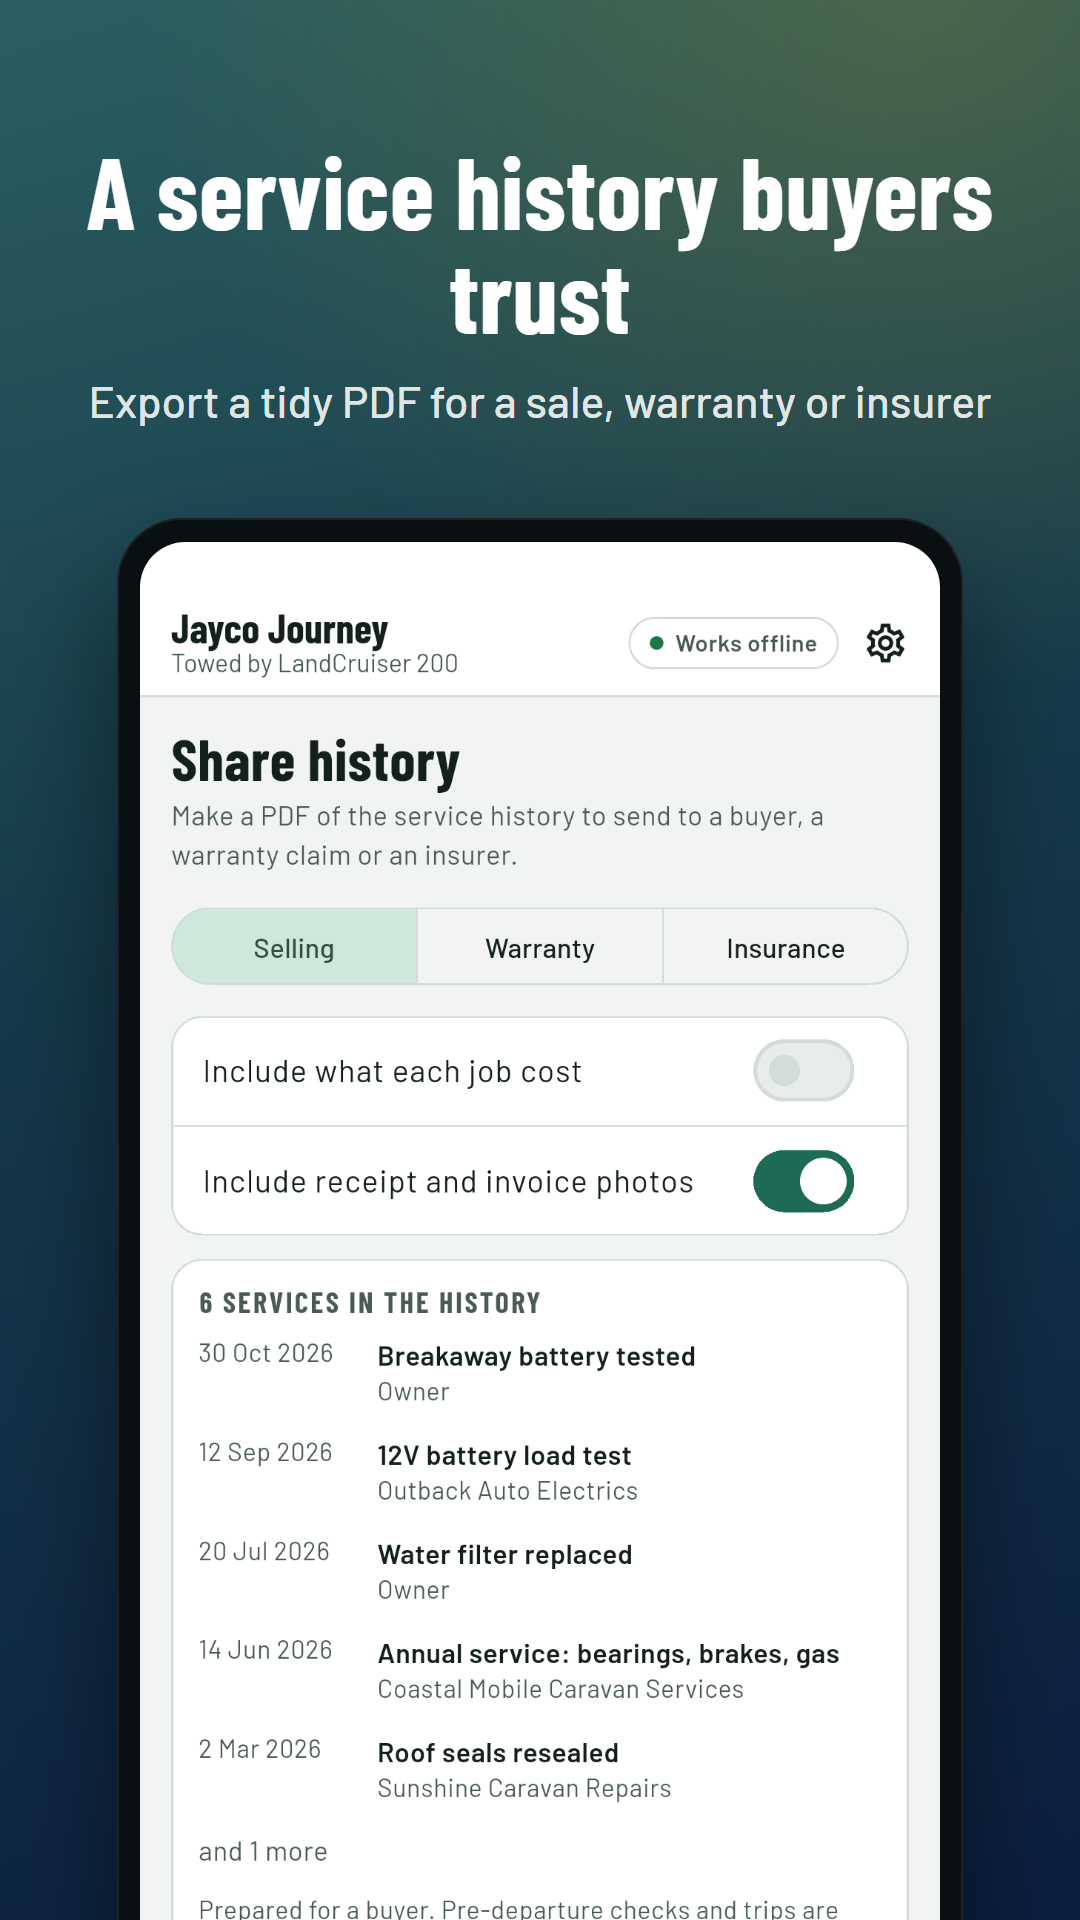 A service history buyers
trust
Export a tidy PDF for a sale, warranty or insurer
Jayco Journey
Towed by LandCruiser 200
Works offline
Share history
Make a PDF of the service history to send to a buyer, a
warranty claim or an insurer.
Selling
Warranty
Insurance
Include what each job cost
Include receipt and invoice photos
6 SERVICES IN THE HISTORY
30 Oct 2026
Breakaway battery tested
Owner
12 Sep 2026
12V battery load test
Outback Auto Electrics
20 Jul 2026
Water filter replaced
Owner
14 Jun 2026
Annual service: bearings, brakes, gas
Coastal Mobile Caravan Services
2 Mar 2026
Roof seals resealed
Sunshine Caravan Repairs
and 1 more
Prepared for a buyer. Pre-departure checks and trips are